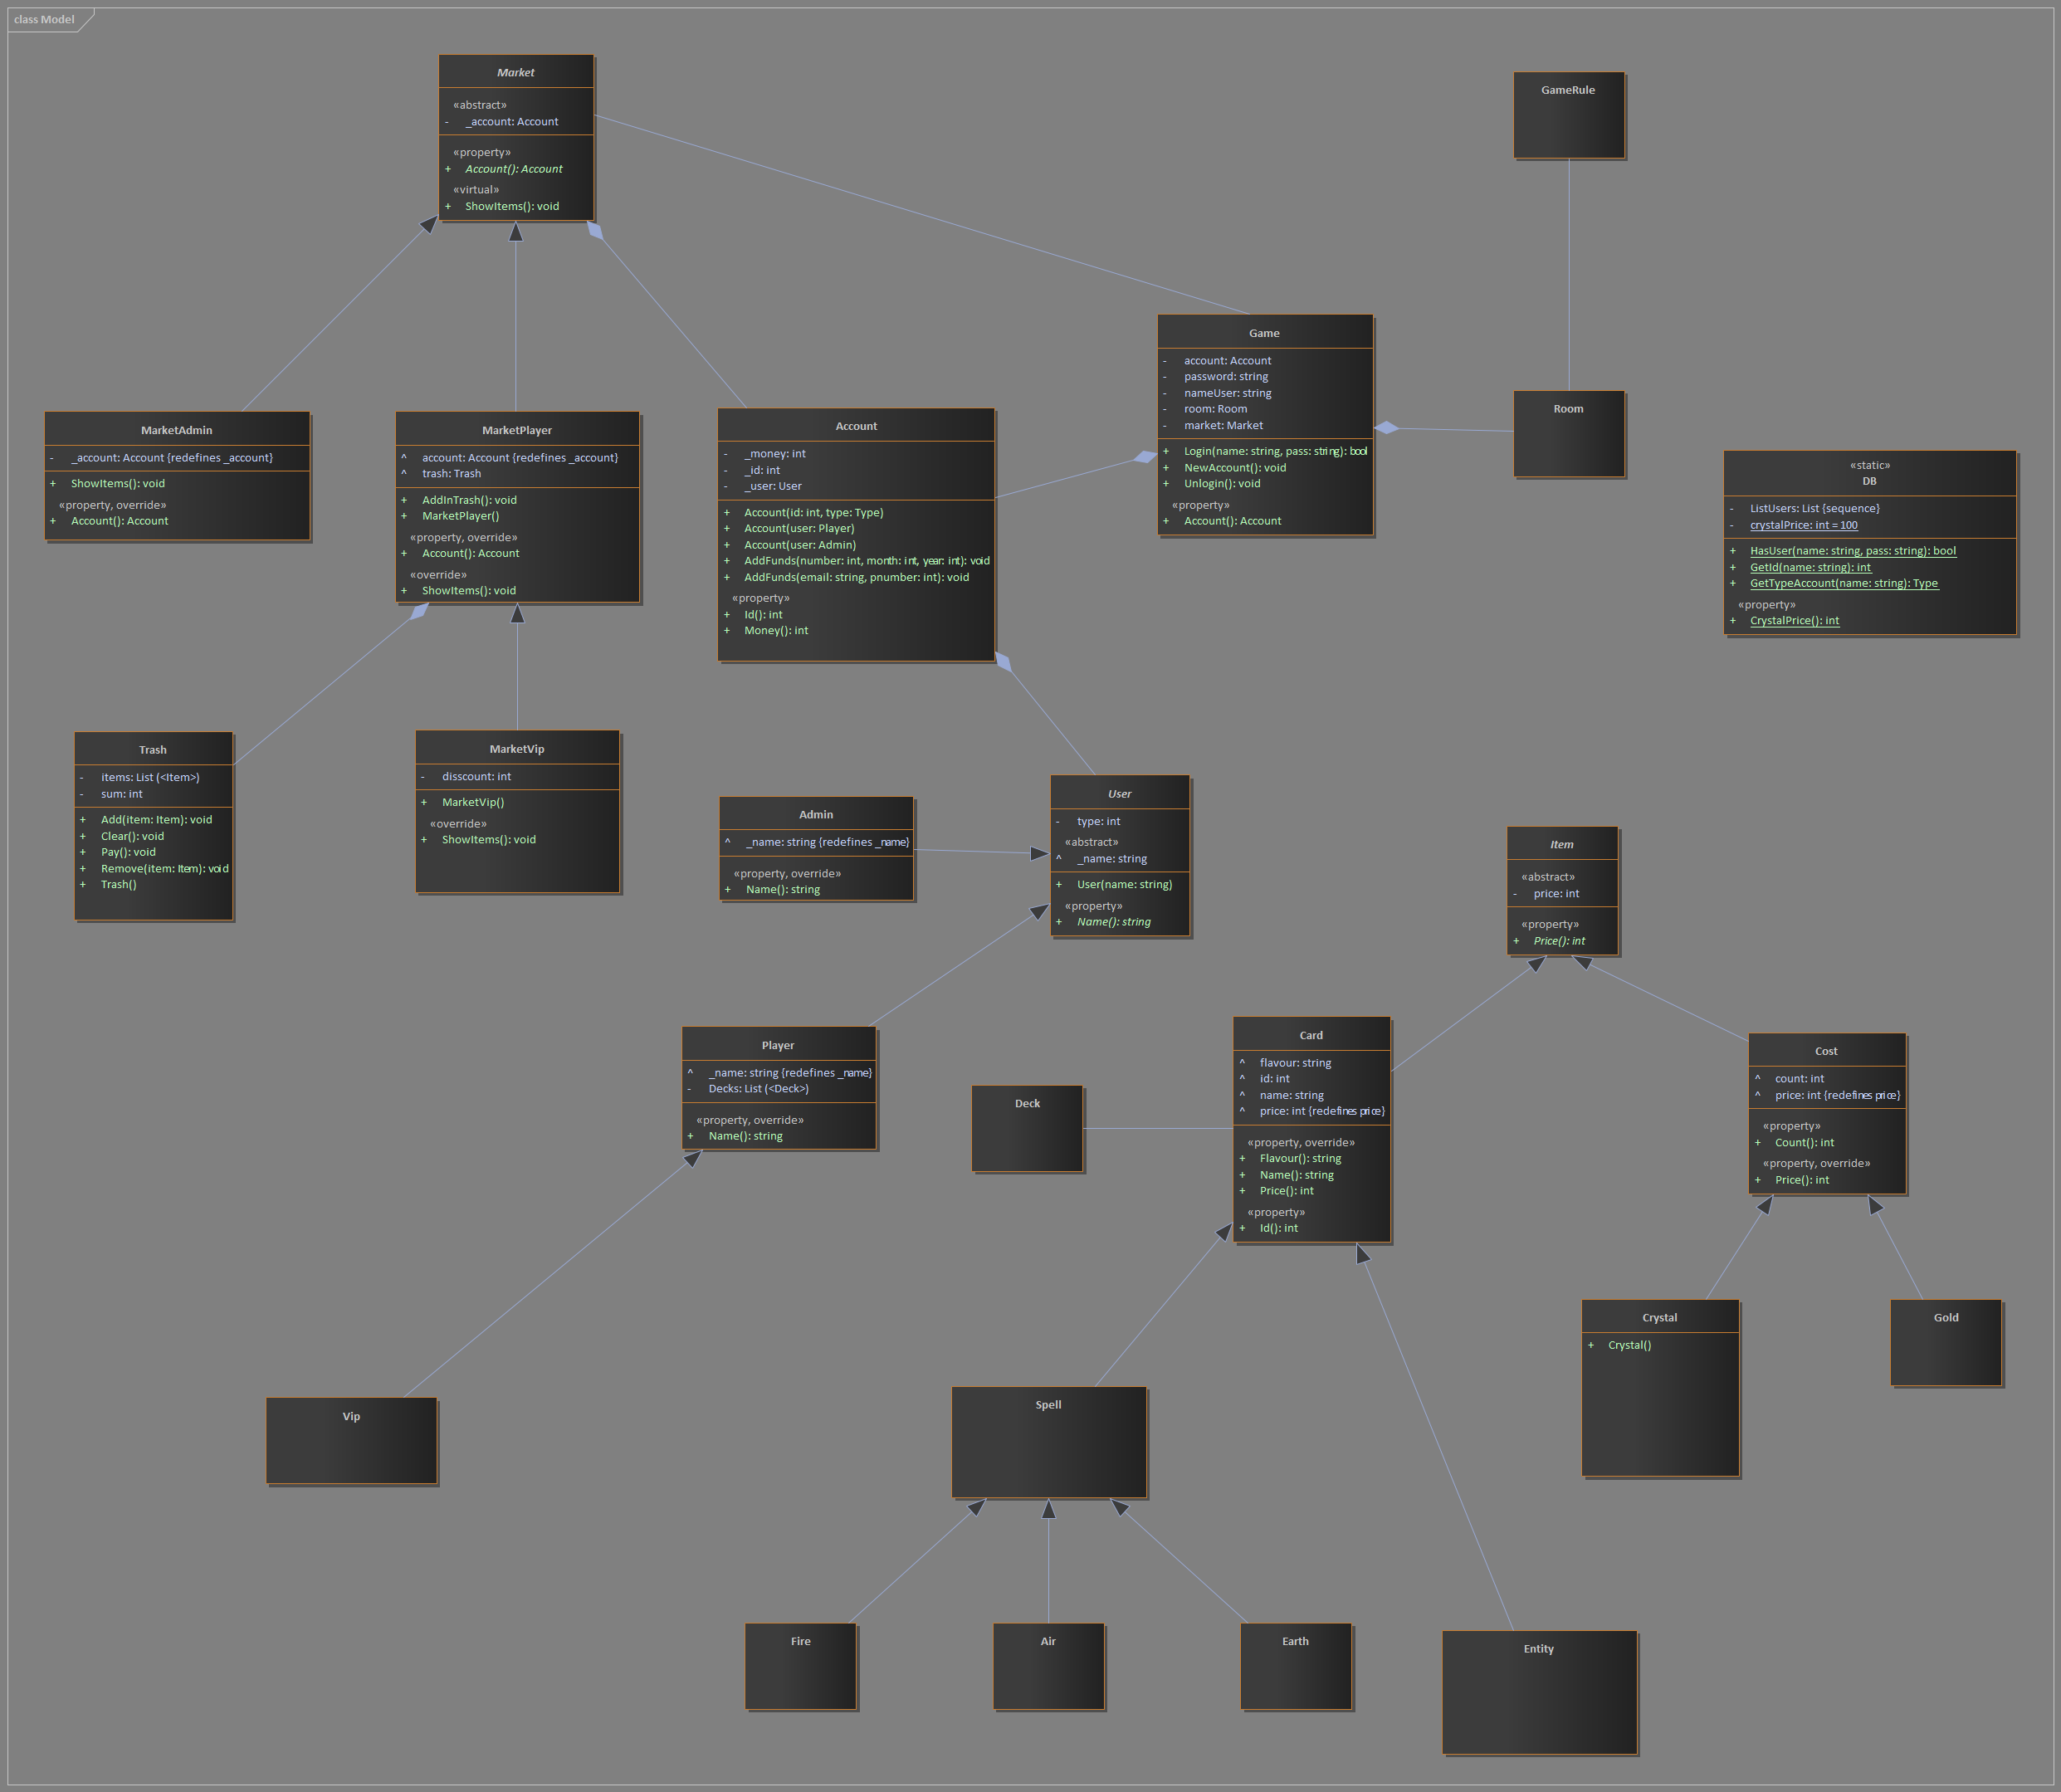 class Model
Market
«abstract»
- _account: Account
«property»
+ Account(): Account
«virtual»
+ ShowItems(): void
GameRule
Game
- account: Account
- password: string
- nameUser: string
- room: Room
- market: Market
+ Login(name: string, pass: string): bool
+ NewAccount(): void
+ Unlogin(): void
«property»
+ Account(): Account
Room
MarketAdmin
- _account: Account {redefines _account}
+ ShowItems(): void
«property, override»
+ Account(): Account
MarketPlayer
^ account: Account {redefines _account}
^ trash: Trash
+ AddInTrash(): void
+ MarketPlayer()
«property, override»
+ Account(): Account
«override»
+ ShowItems(): void
Account
- _money: int
- _id: int
- _user: User
+ Account(id: int, type: Type)
+ Account(user: Player)
+ Account(user: Admin)
+ AddFunds(number: int, month: int, year: int): void
+ AddFunds(email: string, pnumber: int): void
«property»
+ Id(): int
+ Money(): int
«static»
DB
- ListUsers: List {sequence}
- crystalPrice: int = 100
+ HasUser(name: string, pass: string): bool
+ GetId(name: string): int
+ GetTypeAccount(name: string): Type
«property»
+ CrystalPrice(): int
Trash
- items: List (<Item>)
- sum: int
+ Add(item: Item): void
+ Clear(): void
+ Pay(): void
+ Remove(item: Item): void
+ Trash()
MarketVip
- disscount: int
+ MarketVip()
«override»
+ ShowItems(): void
Admin
^ _name: string {redefines _name}
«property, override»
+ Name(): string
User
- type: int
«abstract»
^ _name: string
+ User(name: string)
«property»
+ Name(): string
Item
«abstract»
- price: int
«property»
+ Price(): int
Player
^ _name: string {redefines _name}
- Decks: List (<Deck>)
«property, override»
+ Name(): string
Deck
Card
^ flavour: string
^ id: int
^ name: string
^ price: int {redefines price}
«property, override»
+ Flavour(): string
+ Name(): string
+ Price(): int
«property»
+ Id(): int
Cost
^ count: int
^ price: int {redefines price}
«property»
+ Count(): int
«property, override»
+ Price(): int
Crystal
+ Crystal()
Gold
Vip
Spell
Fire
Air
Earth
Entity